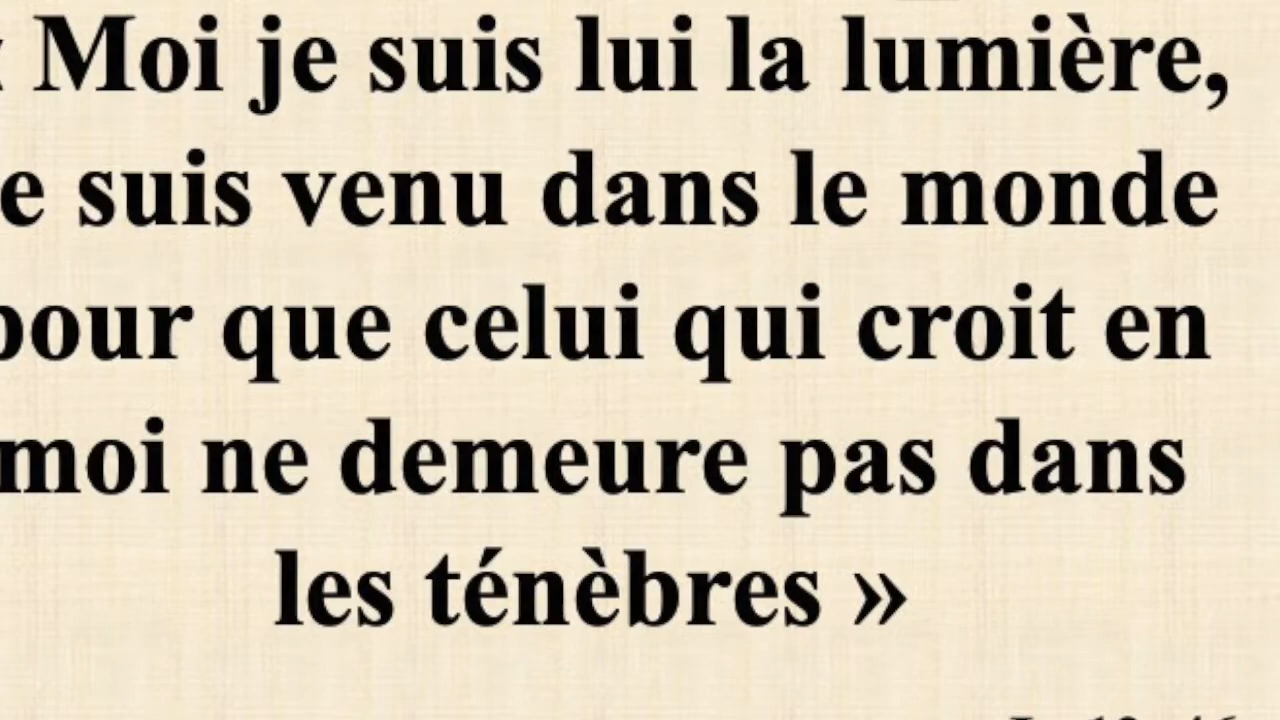 « Moi je suis lui la lumière,
e suis venu dans le monde
pour que celui qui croit en
moi ne demeure pas dans
les ténèbres »